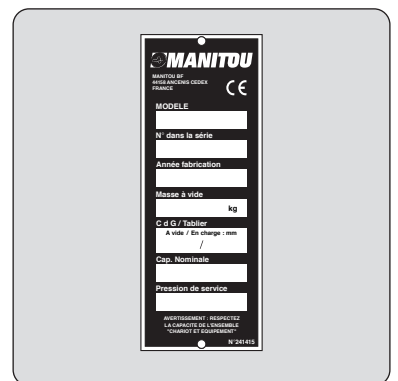 MANITOU
MANITOU BF
44158 ANCENIS CEDEX
FRANCE
CE
MODELE
N° dans la série
Année fabrication
Masse à vide
kg
C d G / Tablier
A vide / En charge : mm
/
Cap. Nominale
Pression de service
AVERTISSEMENT : RESPECTEZ
LA CAPACITE DE L'ENSEMBLE
"CHARIOT ET EQUIPEMENT"
N°241415